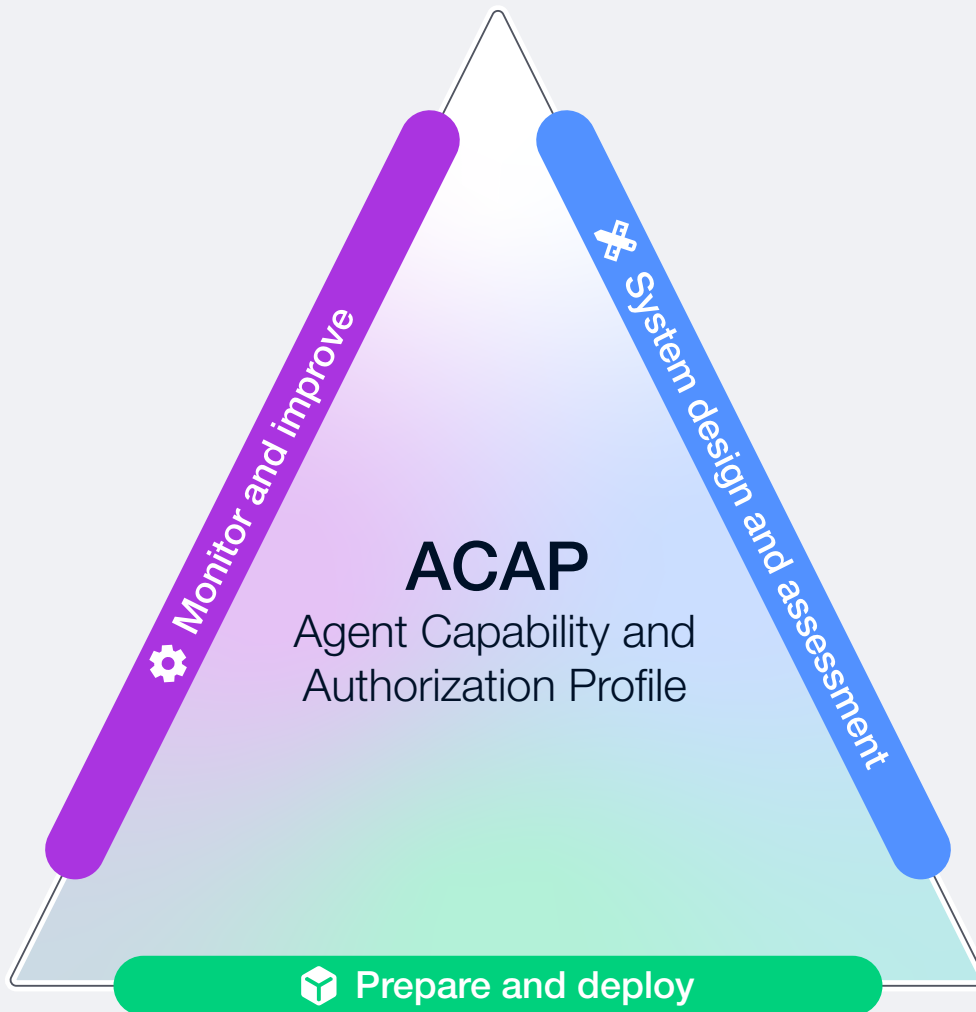 Monitor and improve
System design and assessment
ACAP
Agent Capability and
Authorization Profile
Prepare and deploy